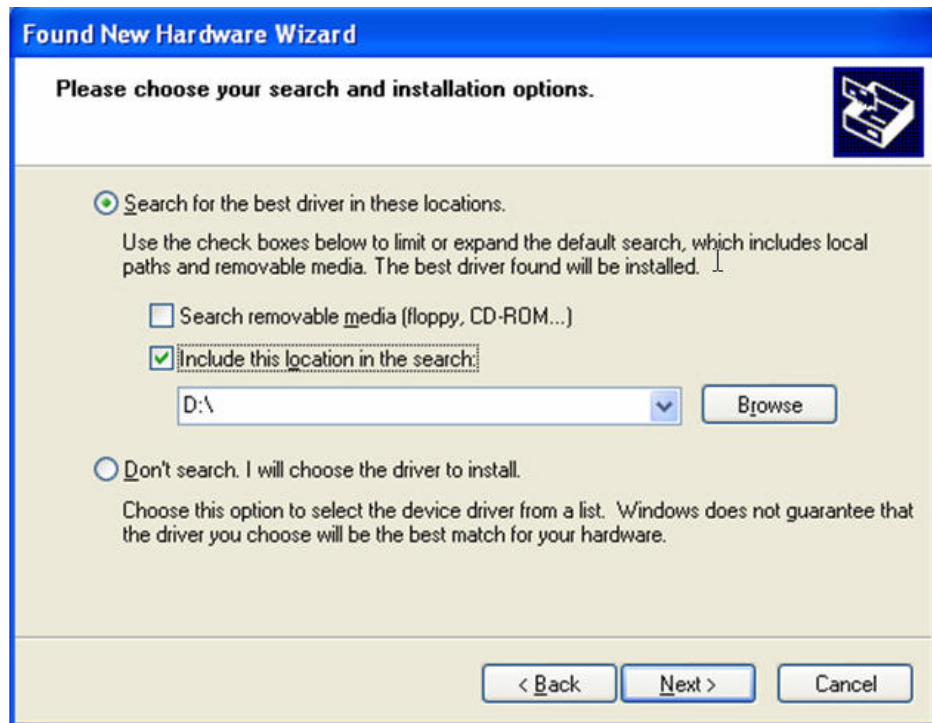 Found New Hardware Wizard
Please choose your search and installation options.
Search for the best driver in these locations.
Use the check boxes below to limit or expand the default search, which includes local
paths and removable media. The best driver found will be installed.
Search removable media (floppy, CD-ROM...)
Include this location in the search:
D:\
Browse
Don't search. I will choose the driver to install.
Choose this option to select the device driver from a list. Windows does not guarantee that
the driver you choose will be the best match for your hardware.
< Back
Next >
Cancel